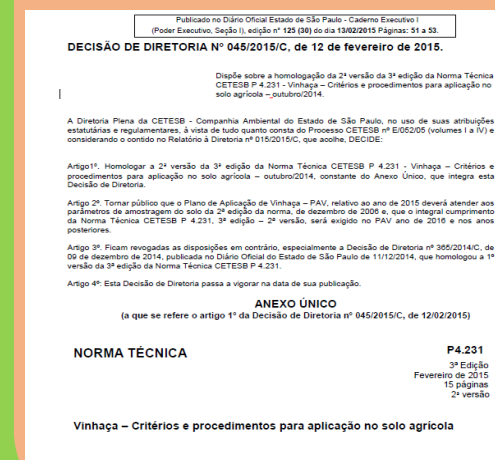 Publicado no Diário Oficial Estado de São Paulo - Caderno Executivo I
(Poder Executivo, Seção I), edição nº 125 (30) do dia 13/02/2015 Páginas: 51 a 53.
DECISÃO DE DIRETORIA Nº 045/2015/C, de 12 de fevereiro de 2015.
Dispõe sobre a homologação da 2ª versão da 3ª edição da Norma Técnica
CETESB P 4.231 - Vinhaça – Critérios e procedimentos para aplicação no
solo agrícola – outubro/2014.
A Diretoria Plena da CETESB - Companhia Ambiental do Estado de São Paulo, no uso de suas atribuições
estatutárias e regulamentares, à vista de tudo quanto consta do Processo CETESB nº E/052/05 (volumes I a IV) e
considerando o contido no Relatório à Diretoria nº 015/2015/C, que acolhe, DECIDE:
Artigo1º. Homologar a 2ª versão da 3ª edição da Norma Técnica CETESB P 4.231 - Vinhaça – Critérios e
procedimentos para aplicação no solo agrícola – outubro/2014, constante do Anexo Único, que integra esta
Decisão de Diretoria.
Artigo 2º. Tornar público que o Plano de Aplicação de Vinhaça – PAV, relativo ao ano de 2015 deverá atender aos
parâmetros de amostragem do solo da 2ª edição da norma, de dezembro de 2006 e, que o integral cumprimento
da Norma Técnica CETESB P 4.231, 3ª edição – 2ª versão, será exigido no PAV ano de 2016 e nos anos
posteriores.
Artigo 3º. Ficam revogadas as disposições em contrário, especialmente a Decisão de Diretoria nº 365/2014/C, de
09 de dezembro de 2014, publicada no Diário Oficial do Estado de São Paulo de 11/12/2014, que homologou a 1ª
versão da 3ª edição da Norma Técnica CETESB P 4.231.
Artigo 4º: Esta Decisão de Diretoria passa a vigorar na data de sua publicação.
ANEXO ÚNICO
(a que se refere o artigo 1º da Decisão de Diretoria nº 045/2015/C, de 12/02/2015)
NORMA TÉCNICA
P4.231
3ª Edição
Fevereiro de 2015
15 páginas
2ª versão
Vinhaça – Critérios e procedimentos para aplicação no solo agrícola